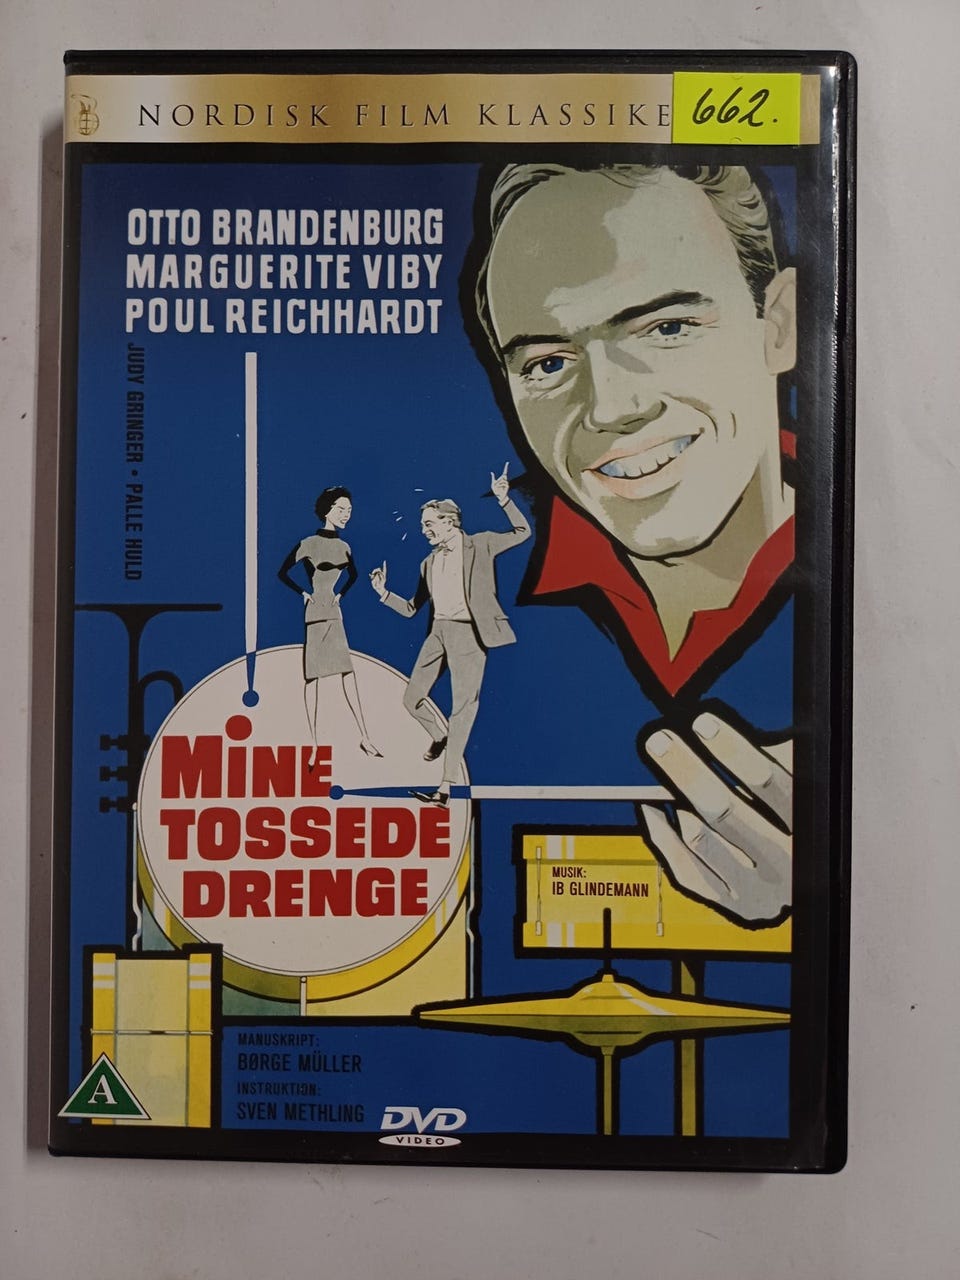 NORDISK FILM KLASSIKE
662.
OTTO BRANDENBURG
MARGUERITE VIBY
POUL REICHHARDT
JUDY GRINGER • PALLE HULD
MINE
TOSSEDE
DRENGE
MUSIK:
IB GLINDEMANN
MANUSKRIPT:
BØRGE MÜLLER
INSTRUKTION:
SVEN METHLING
A
DVD
VIDEO